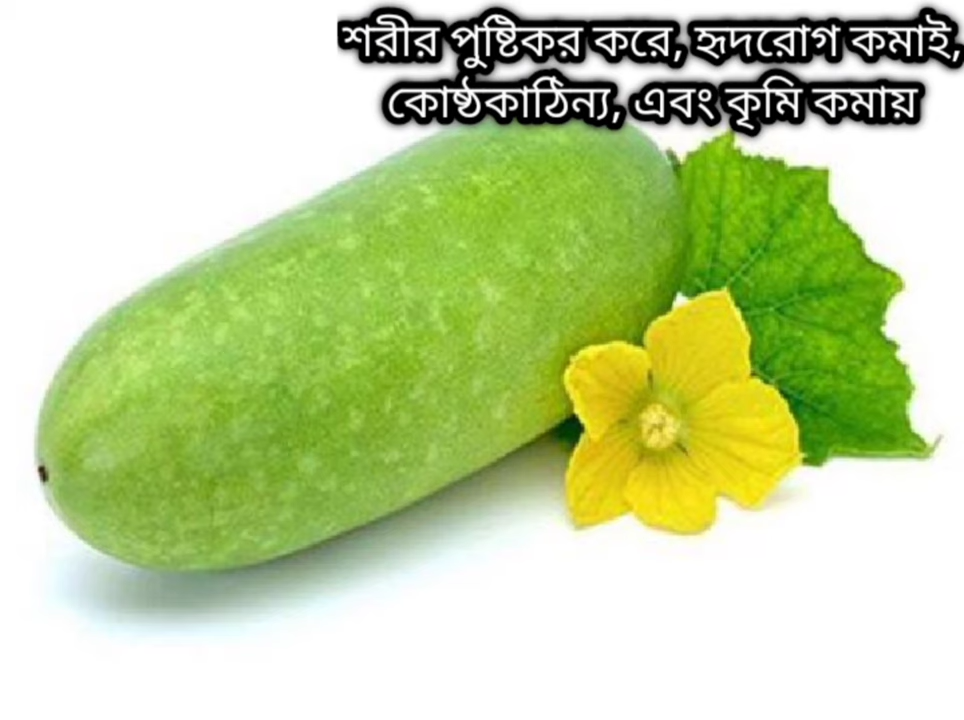 শরীর পুষ্টিকর করে, হৃদরোগ কমাই,
কোষ্ঠকাঠিন্য, এবং কৃমি কমায়